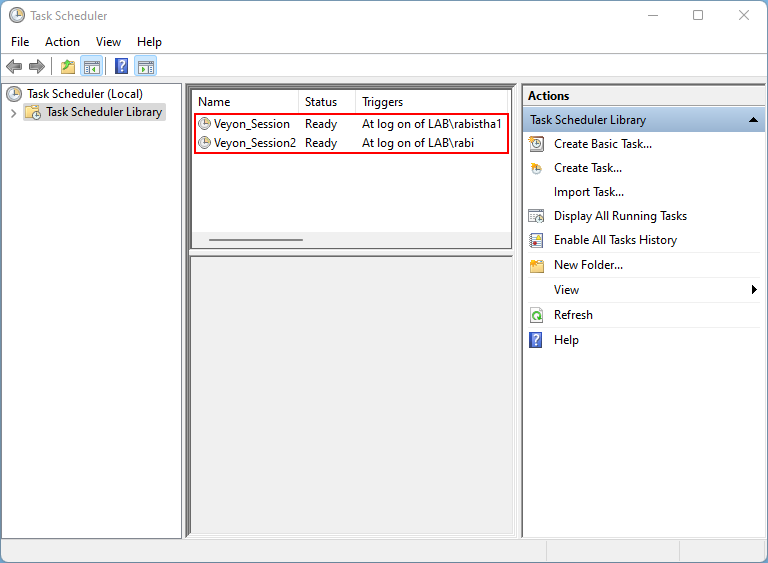 Task Scheduler
File Action View Help
Task Scheduler (Local)
Task Scheduler Library
Name Status Triggers
Veyon_Session Ready At log on of LAB\rabistha1
Veyon_Session2 Ready At log on of LAB\rabi
Actions
Task Scheduler Library
Create Basic Task...
Create Task...
Import Task...
Display All Running Tasks
Enable All Tasks History
New Folder...
View
Refresh
Help